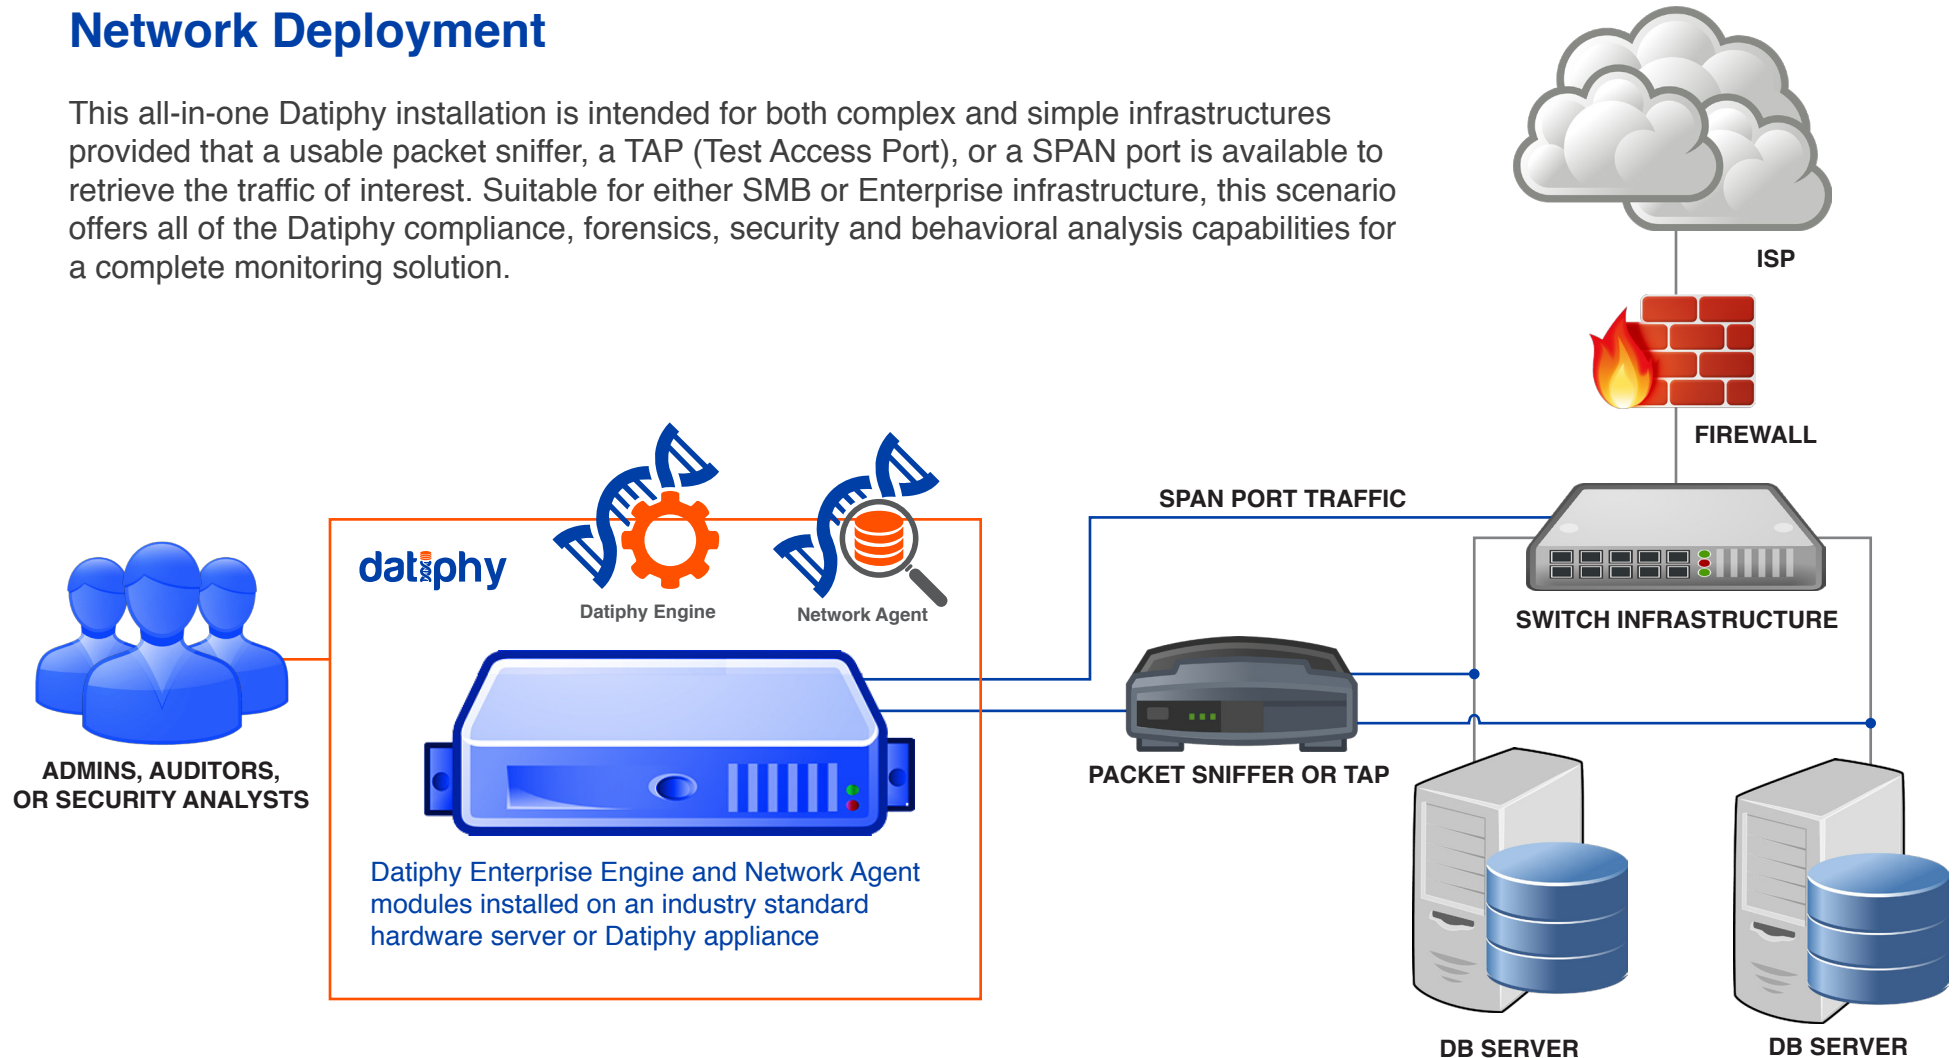 Network Deployment
This all-in-one Datiphy installation is intended for both complex and simple infrastructures
provided that a usable packet sniffer, a TAP (Test Access Port), or a SPAN port is available to
retrieve the traffic of interest. Suitable for either SMB or Enterprise infrastructure, this scenario
offers all of the Datiphy compliance, forensics, security and behavioral analysis capabilities for
a complete monitoring solution.
ISP
FIREWALL
SPAN PORT TRAFFIC
datiphy
Datiphy Engine
Network Agent
SWITCH INFRASTRUCTURE
ADMINS, AUDITORS,
OR SECURITY ANALYSTS
PACKET SNIFFER OR TAP
Datiphy Enterprise Engine and Network Agent
modules installed on an industry standard
hardware server or Datiphy appliance
DB SERVER
DB SERVER